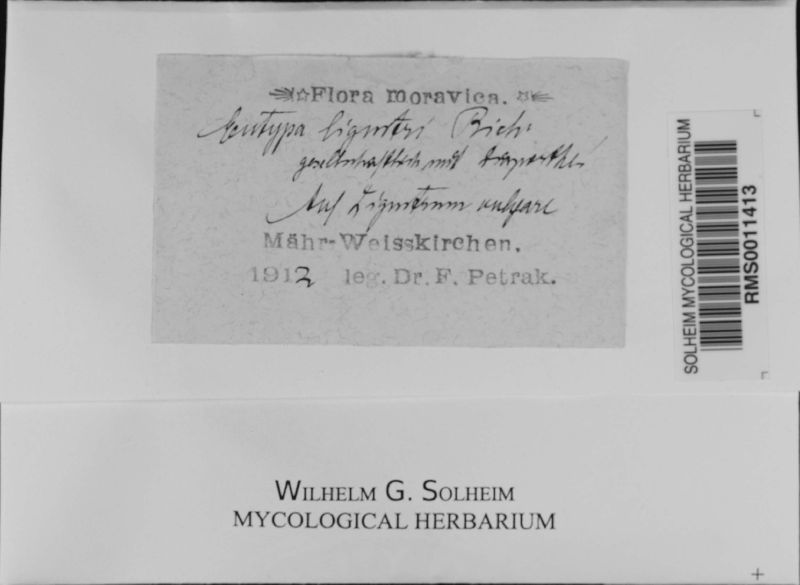 Flora moravica.
Eutypa ligustri Rich.
gesellschaftlich mit Diaporthe
Auf Ligustrum vulgare
Mähr-Weisskirchen.
1912 leg. Dr. F. Petrak.
SOLHEIM MYCOLOGICAL HERBARIUM
RMS0011413
WILHELM G. SOLHEIM
MYCOLOGICAL HERBARIUM